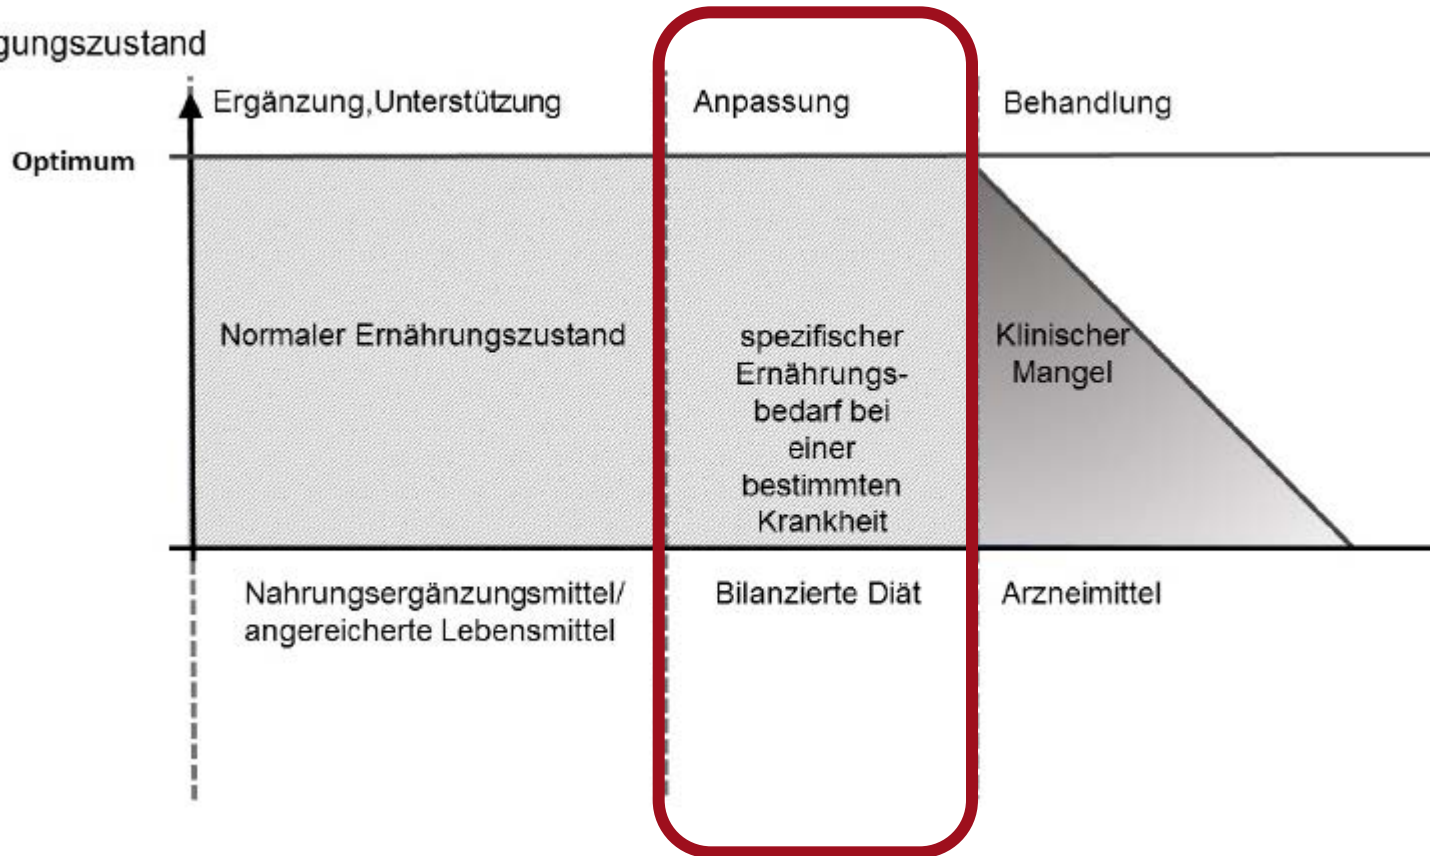 gungszustand
Ergänzung,Unterstützung
Anpassung
Behandlung
Optimum
Normaler Ernährungszustand
spezifischer
Ernährungs-
bedarf bei
einer
bestimmten
Krankheit
Klinischer
Mangel
Nahrungsergänzungsmittel/
angereicherte Lebensmittel
Bilanzierte Diät
Arzneimittel